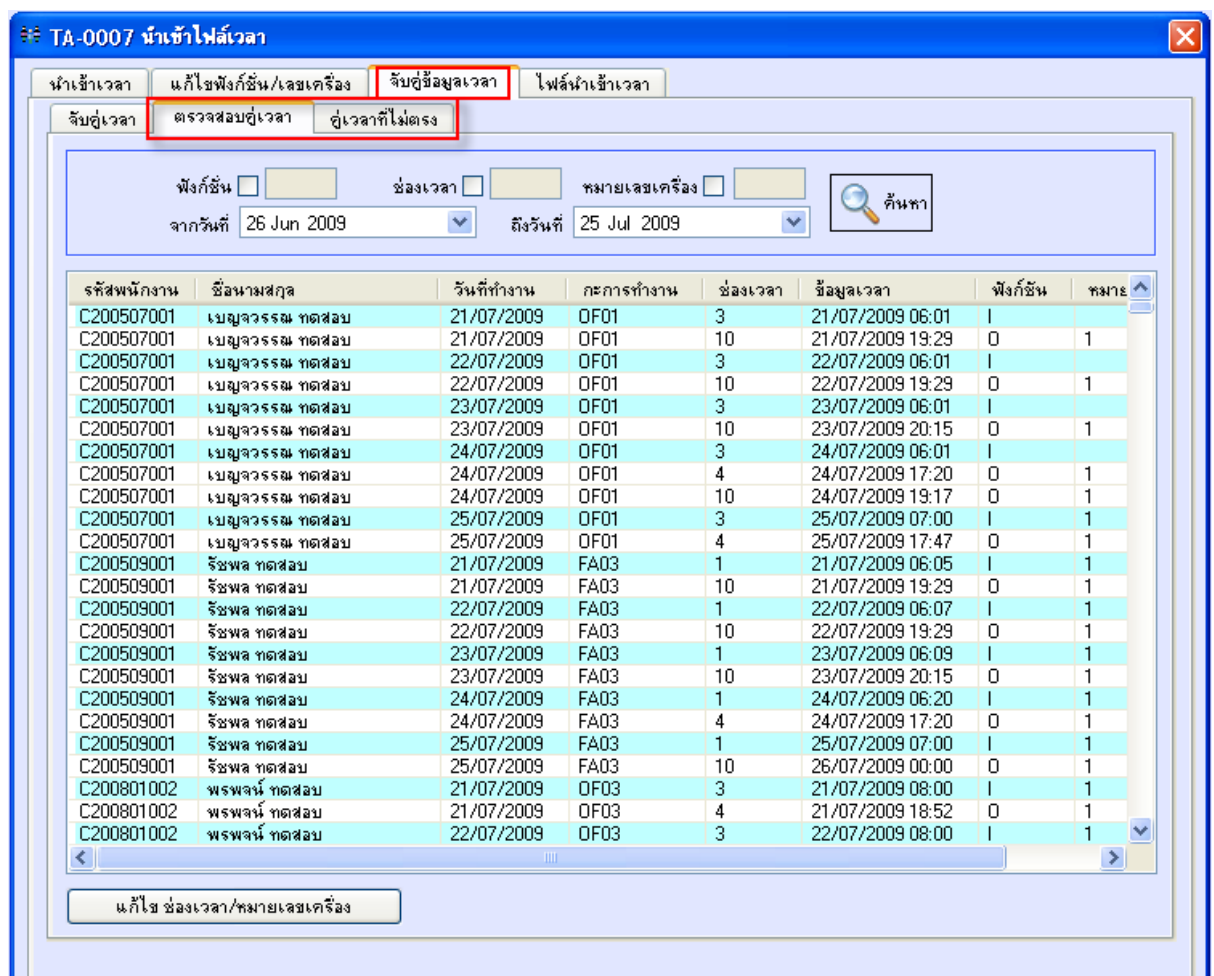 TA-0007 นำเข้าไฟล์เวลา
นำเข้าเวลา แก้ไขฟังก์ชั่น/เลขเครื่อง จับคู่ข้อมูลเวลา ไฟล์นำเข้าเวลา
จับคู่เวลา ตรวจสอบคู่เวลา คู่เวลาที่ไม่ตรง
ฟังก์ชั่น ช่องเวลา หมายเลขเครื่อง ค้นหา
จากวันที่ 26 Jun 2009 ถึงวันที่ 25 Jul 2009
รหัสพนักงาน ชื่อนามสกุล วันที่ทำงาน กะการทำงาน ช่องเวลา ข้อมูลเวลา ฟังก์ชัน หมาย
C200507001 เบญจวรรณ ทดสอบ 21/07/2009 OF01 3 21/07/2009 06:01 I
C200507001 เบญจวรรณ ทดสอบ 21/07/2009 OF01 10 21/07/2009 19:29 O 1
C200507001 เบญจวรรณ ทดสอบ 22/07/2009 OF01 3 22/07/2009 06:01 I
C200507001 เบญจวรรณ ทดสอบ 22/07/2009 OF01 10 22/07/2009 19:29 O 1
C200507001 เบญจวรรณ ทดสอบ 23/07/2009 OF01 3 23/07/2009 06:01 I
C200507001 เบญจวรรณ ทดสอบ 23/07/2009 OF01 10 23/07/2009 20:15 O 1
C200507001 เบญจวรรณ ทดสอบ 24/07/2009 OF01 3 24/07/2009 06:01 I
C200507001 เบญจวรรณ ทดสอบ 24/07/2009 OF01 4 24/07/2009 17:20 O 1
C200507001 เบญจวรรณ ทดสอบ 24/07/2009 OF01 10 24/07/2009 19:17 O 1
C200507001 เบญจวรรณ ทดสอบ 25/07/2009 OF01 3 25/07/2009 07:00 I 1
C200507001 เบญจวรรณ ทดสอบ 25/07/2009 OF01 4 25/07/2009 17:47 O 1
C200509001 รัชพล ทดสอบ 21/07/2009 FA03 1 21/07/2009 06:05 I 1
C200509001 รัชพล ทดสอบ 21/07/2009 FA03 10 21/07/2009 19:29 O 1
C200509001 รัชพล ทดสอบ 22/07/2009 FA03 1 22/07/2009 06:07 I 1
C200509001 รัชพล ทดสอบ 22/07/2009 FA03 10 22/07/2009 19:29 O 1
C200509001 รัชพล ทดสอบ 23/07/2009 FA03 1 23/07/2009 06:09 I 1
C200509001 รัชพล ทดสอบ 23/07/2009 FA03 10 23/07/2009 20:15 O 1
C200509001 รัชพล ทดสอบ 24/07/2009 FA03 1 24/07/2009 06:20 I 1
C200509001 รัชพล ทดสอบ 24/07/2009 FA03 4 24/07/2009 17:20 O 1
C200509001 รัชพล ทดสอบ 25/07/2009 FA03 1 25/07/2009 07:00 I 1
C200509001 รัชพล ทดสอบ 25/07/2009 FA03 10 26/07/2009 00:00 O 1
C200801002 พรพจน์ ทดสอบ 21/07/2009 OF03 3 21/07/2009 08:00 I 1
C200801002 พรพจน์ ทดสอบ 21/07/2009 OF03 4 21/07/2009 18:52 O 1
C200801002 พรพจน์ ทดสอบ 22/07/2009 OF03 3 22/07/2009 08:00 I 1
แก้ไข ช่องเวลา/หมายเลขเครื่อง